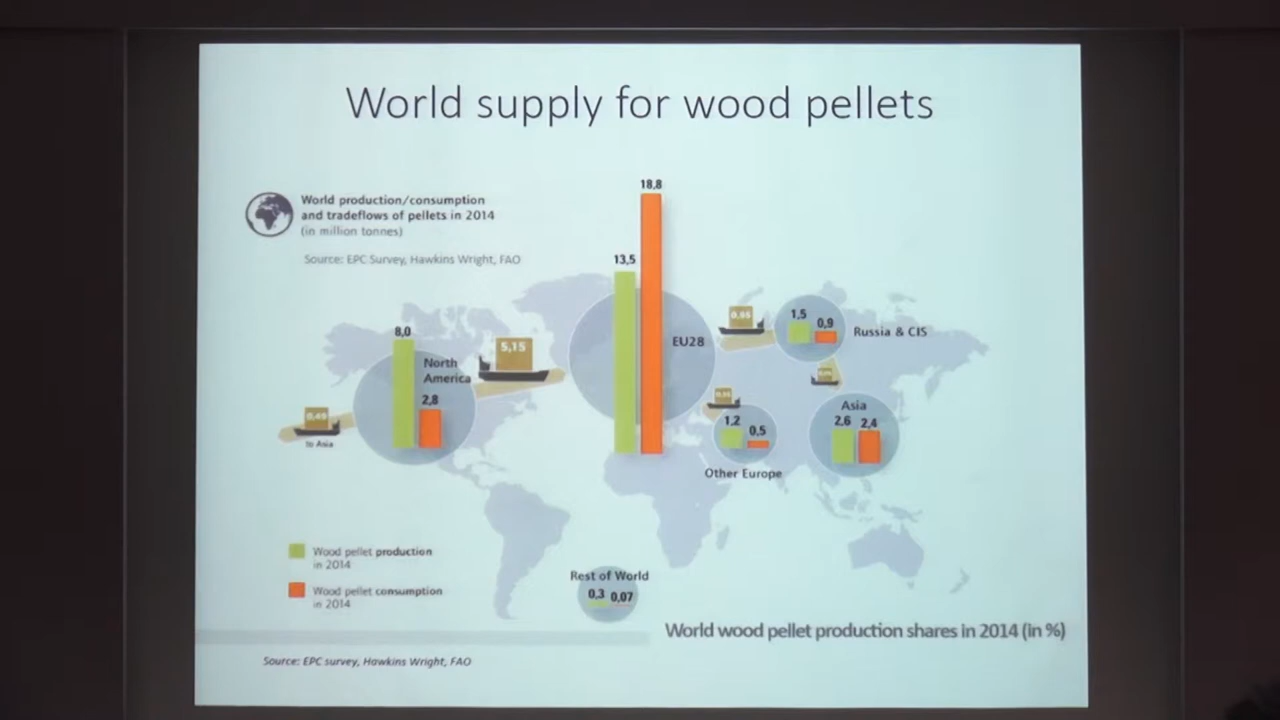 World supply for wood pellets
World production/consumption
and tradeflows of pellets in 2014
(in million tonnes)
Source: EPC Survey, Hawkins Wright, FAO
18,8
13,5
8,0
North
America
2,8
5,15
EU28
1,5
0,9
Russia & CIS
to Asia
1,2
0,5
Other Europe
Asia
2,6
2,4
Wood pellet production
in 2014
Wood pellet consumption
in 2014
Rest of World
0,3
0,07
World wood pellet production shares in 2014 (in %)
Source: EPC survey, Hawkins Wright, FAO